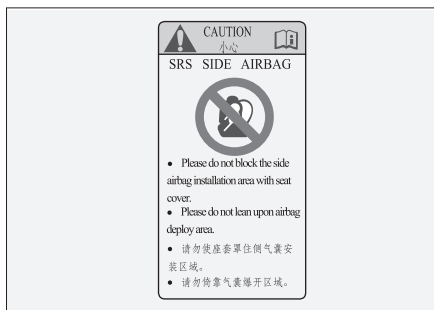 CAUTION
小心
SRS SIDE AIRBAG
● Please do not block the side
airbag installation area with seat
cover.
● Please do not lean upon airbag
deploy area.
● 请勿使座套罩住侧气囊安
装区域。
● 请勿倚靠气囊爆开区域。